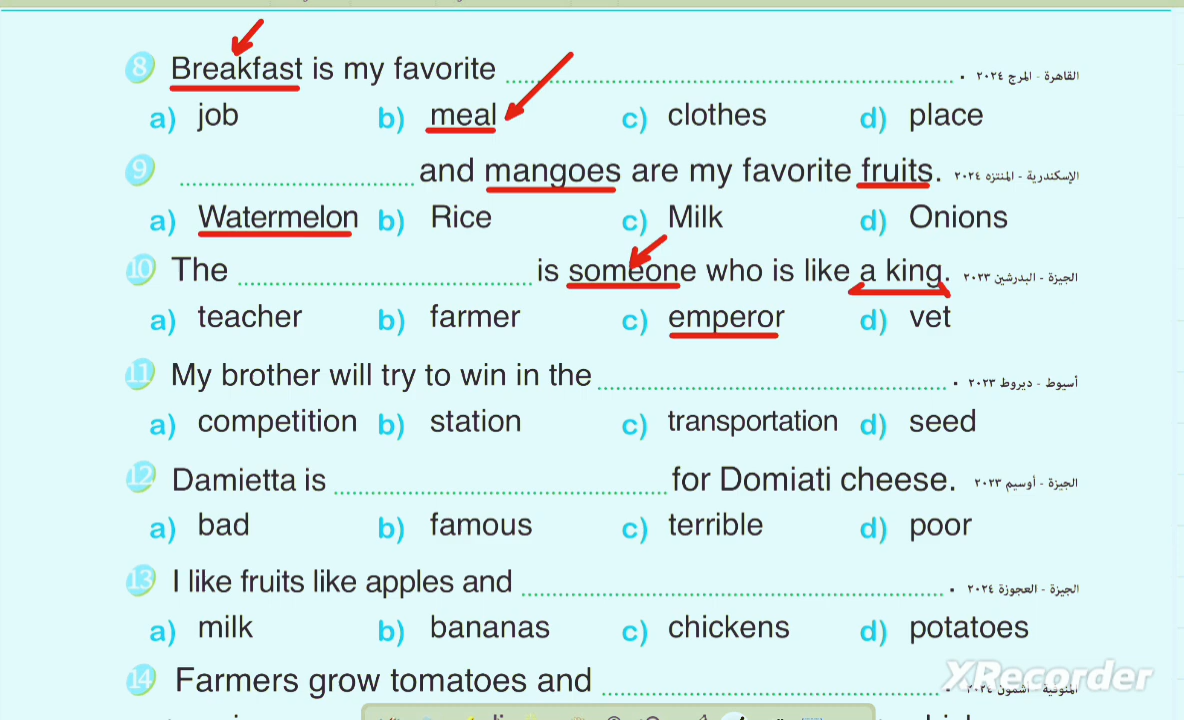 8 Breakfast is my favorite ........ . القاهرة - المرج ٢٠٢٤
a) job b) meal c) clothes d) place
9 ........ and mangoes are my favorite fruits. الإسكندرية - المنتزه ٢٠٢٤
a) Watermelon b) Rice c) Milk d) Onions
10 The ........ is someone who is like a king. الجيزة - البدرشين ٢٠٢٣
a) teacher b) farmer c) emperor d) vet
11 My brother will try to win in the ........ . أسيوط - ديروط ٢٠٢٣
a) competition b) station c) transportation d) seed
12 Damietta is ........ for Domiati cheese. الجيزة - أوسيم ٢٠٢٣
a) bad b) famous c) terrible d) poor
13 I like fruits like apples and ........ . الجيزة - العجوزة ٢٠٢٤
a) milk b) bananas c) chickens d) potatoes
14 Farmers grow tomatoes and ........ . المنوفية - أشمون ٢٠٢٤
XRecorder